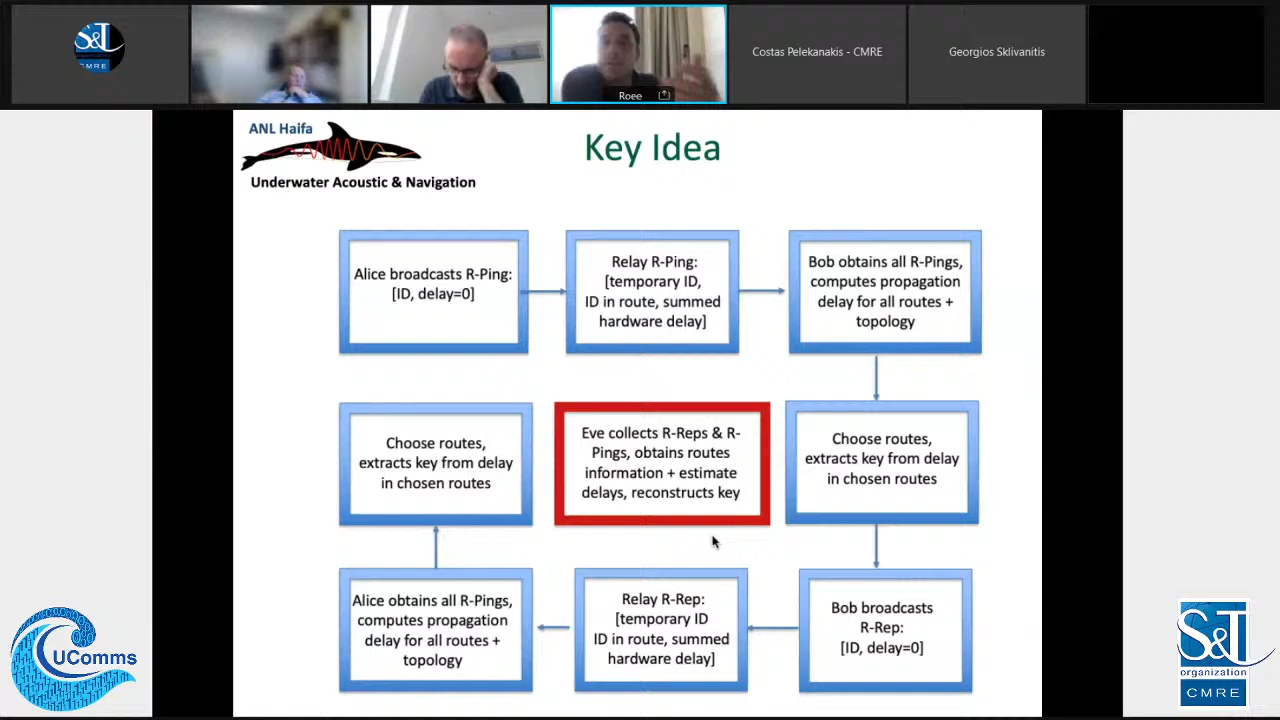 S&T
CMRE
Roee
Costas Pelekanakis - CMRE
Georgios Sklivanitis
ANL Haifa
Underwater Acoustic & Navigation
Key Idea
Alice broadcasts R-Ping:
[ID, delay=0]
Relay R-Ping:
[temporary ID,
ID in route, summed
hardware delay]
Bob obtains all R-Pings,
computes propagation
delay for all routes +
topology
Choose routes,
extracts key from delay
in chosen routes
Eve collects R-Reps & R-
Pings, obtains routes
information + estimate
delays, reconstructs key
Choose routes,
extracts key from delay
in chosen routes
Alice obtains all R-Pings,
computes propagation
delay for all routes +
topology
Relay R-Rep:
[temporary ID
ID in route, summed
hardware delay]
Bob broadcasts
R-Rep:
[ID, delay=0]
UComms
S&T
organization
CMRE